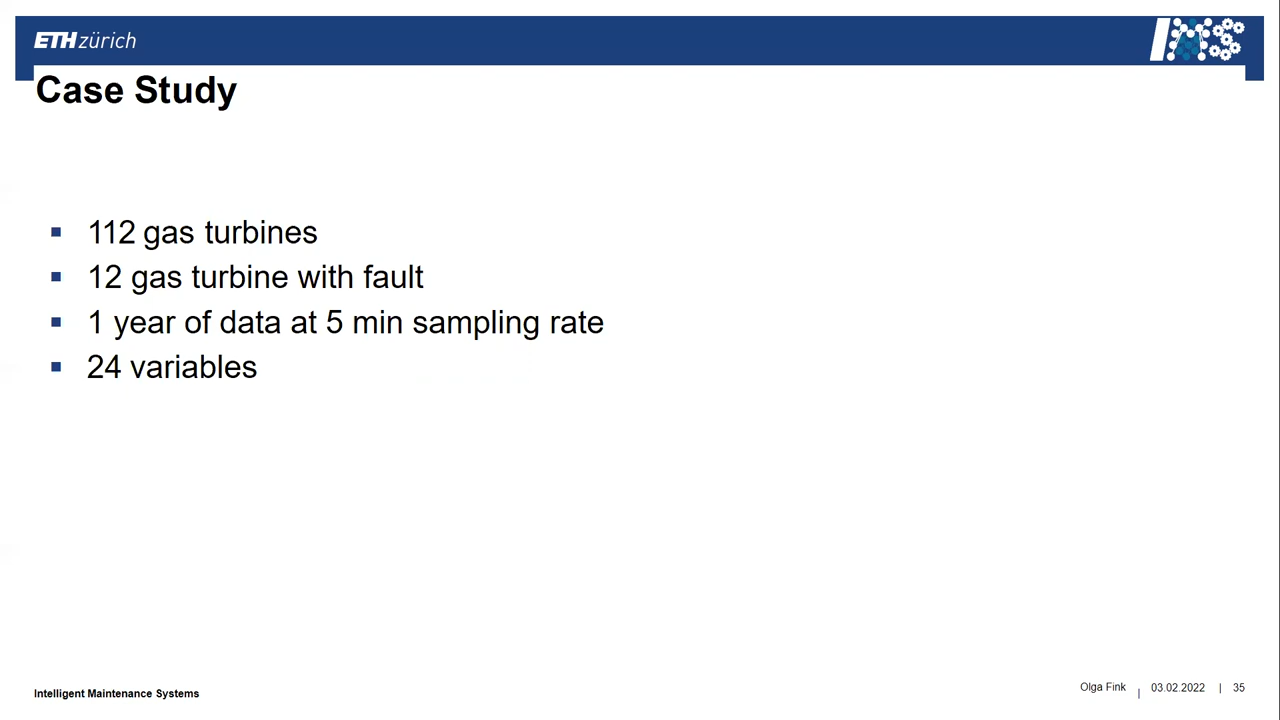 ETH zürich
IMS
Case Study
▪ 112 gas turbines
▪ 12 gas turbine with fault
▪ 1 year of data at 5 min sampling rate
▪ 24 variables
Intelligent Maintenance Systems
Olga Fink | 03.02.2022 | 35